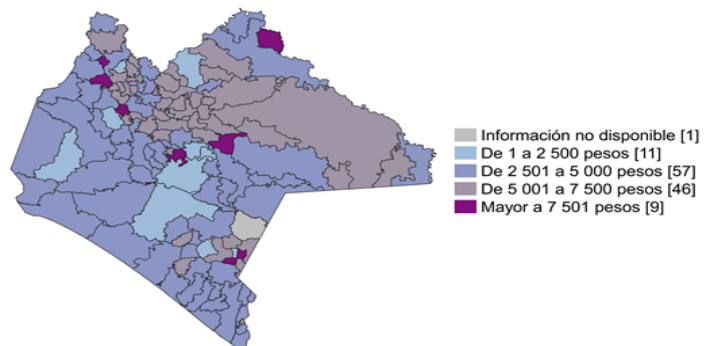 Información no disponible [1]
De 1 a 2 500 pesos [11]
De 2 501 a 5 000 pesos [57]
De 5 001 a 7 500 pesos [46]
Mayor a 7 501 pesos [9]